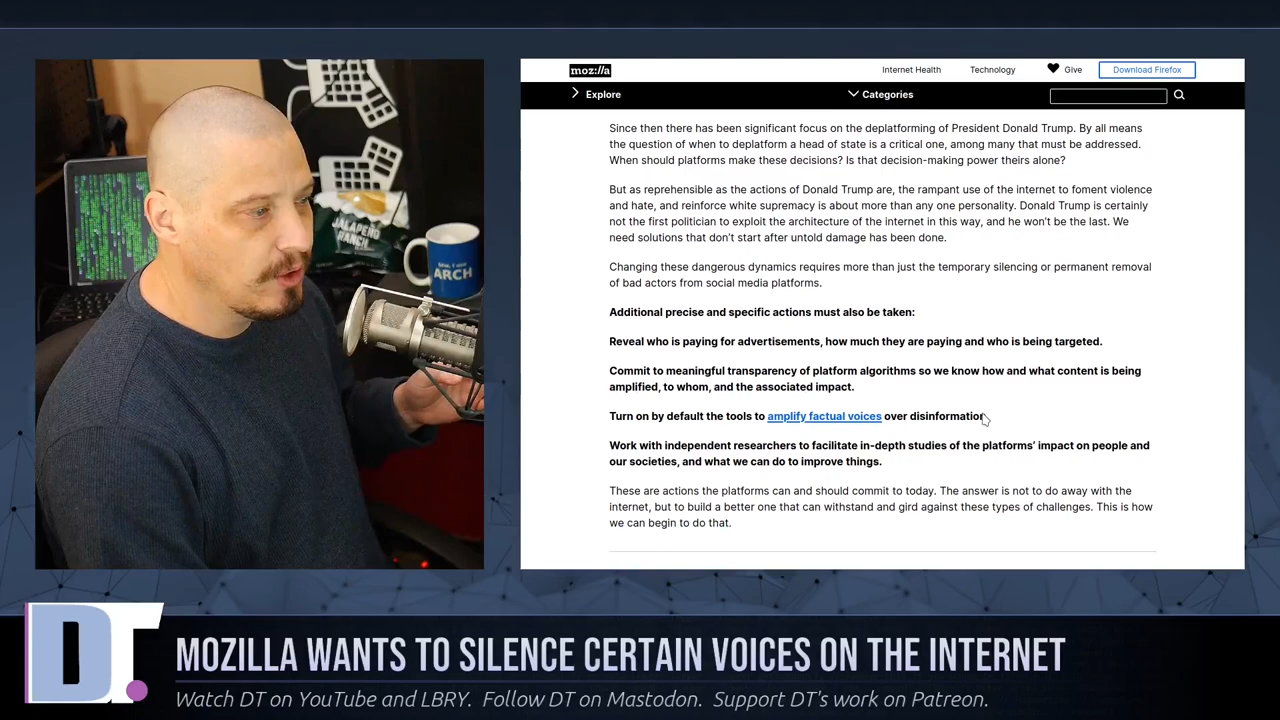 moz://a
Internet Health
Technology
Give
Download Firefox
Explore
Categories
Since then there has been significant focus on the deplatforming of President Donald Trump. By all means
the question of when to deplatform a head of state is a critical one, among many that must be addressed.
When should platforms make these decisions? Is that decision-making power theirs alone?
But as reprehensible as the actions of Donald Trump are, the rampant use of the internet to foment violence
and hate, and reinforce white supremacy is about more than any one personality. Donald Trump is certainly
not the first politician to exploit the architecture of the internet in this way, and he won’t be the last. We
need solutions that don’t start after untold damage has been done.
Changing these dangerous dynamics requires more than just the temporary silencing or permanent removal
of bad actors from social media platforms.
Additional precise and specific actions must also be taken:
Reveal who is paying for advertisements, how much they are paying and who is being targeted.
Commit to meaningful transparency of platform algorithms so we know how and what content is being
amplified, to whom, and the associated impact.
Turn on by default the tools to amplify factual voices over disinformation
Work with independent researchers to facilitate in-depth studies of the platforms’ impact on people and
our societies, and what we can do to improve things.
These are actions the platforms can and should commit to today. The answer is not to do away with the
internet, but to build a better one that can withstand and gird against these types of challenges. This is how
we can begin to do that.
JALAPEÑO
RANCH
ARCH
DT.
MOZILLA WANTS TO SILENCE CERTAIN VOICES ON THE INTERNET
Watch DT on YouTube and LBRY. Follow DT on Mastodon. Support DT's work on Patreon.